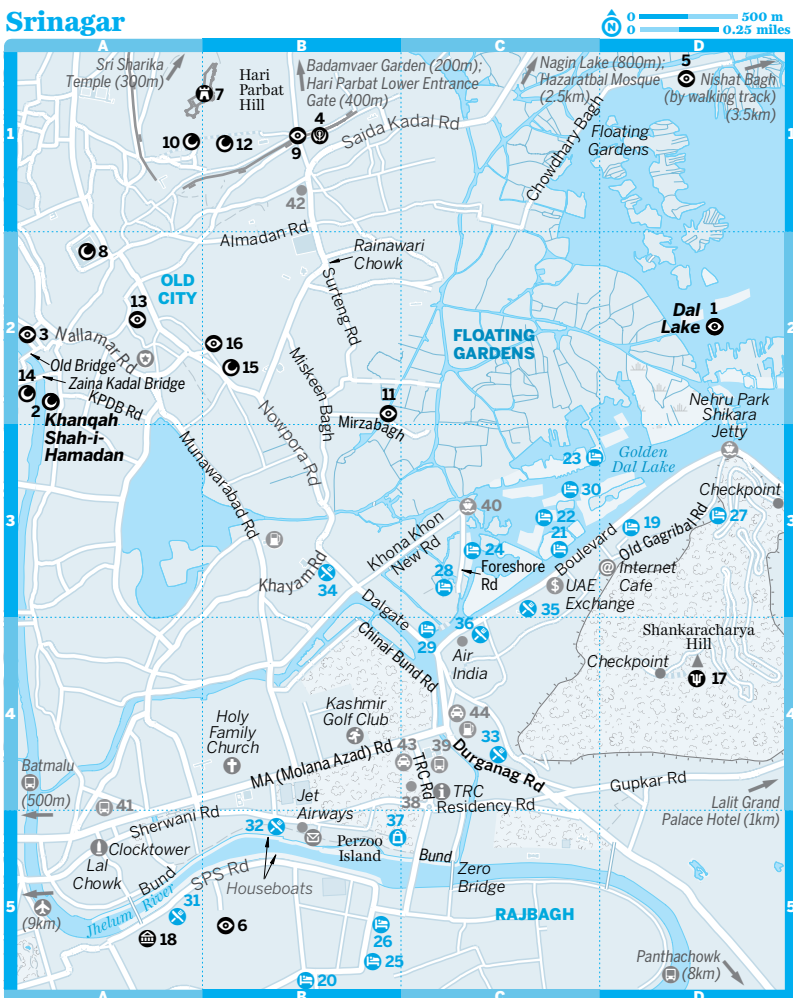 Srinagar
N
0 500 m
0 0.25 miles
A B C D
Sri Sharika
Temple (300m)
7
Hari
Parbat
Hill
Badamvaer Garden (200m);
Hari Parbat Lower Entrance
Gate (400m)
Nagin Lake (800m);
Hazaratbal Mosque
(2.5km)
5
Nishat Bagh
(by walking track)
(3.5km)
1
10
12
9
4
Saida Kadal Rd
Chowdhary Bagh
Floating
Gardens
1
42
Almadan Rd
Rainawari
Chowk
8
OLD
CITY
Surteng Rd
13
2
3
Nallamar Rd
16
15
FLOATING
GARDENS
Dal
Lake
1
2
Old Bridge
14
Zaina Kadal Bridge
KPDB Rd
2
Khanqah
Shah-i-
Hamadan
Miskeen Bagh
11
Mirzabagh
Nowpora Rd
Nehru Park
Shikara
Jetty
Munawarabad Rd
23
Golden
Dal Lake
30
Checkpoint
3
40
22
21
19
27
3
Khona Khon
New Rd
24
Boulevard
Old Gagribal Rd
Khayam Rd
34
28
Foreshore
Rd
Internet
Cafe
UAE
Exchange
35
Dalgate
36
29
Chinar Bund Rd
Air
India
Shankaracharya
Hill
Checkpoint
17
4
Holy
Family
Church
Kashmir
Golf Club
44
4
43
39
33
MA (Molana Azad) Rd
TRC Rd
Durganag Rd
Batmalu
(500m)
38
TRC
Gupkar Rd
41
Jet
Airways
Residency Rd
Lalit Grand
Palace Hotel (1km)
Sherwani Rd
32
37
Clocktower
Perzoo
Island
Lal
Chowk
Bund
SPS Rd
Houseboats
Bund
Zero
Bridge
5
(9km)
Jhelum River
31
18
6
26
RAJBAGH
5
25
Panthachowk
(8km)
20
A B C D